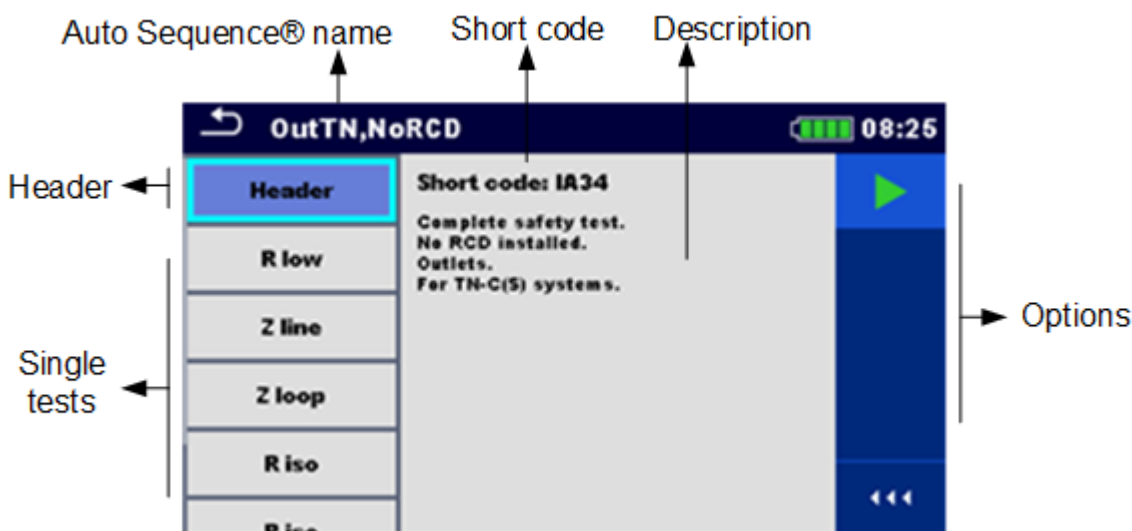 Auto Sequence® name
Short code
Description
OutTN,NoRCD
08:25
Header
Header
Short code: IA34
Complete safety test.
No RCD installed.
Outlets.
For TN-C(S) systems.
R low
Z line
Options
Single
tests
Z loop
R iso
R iso